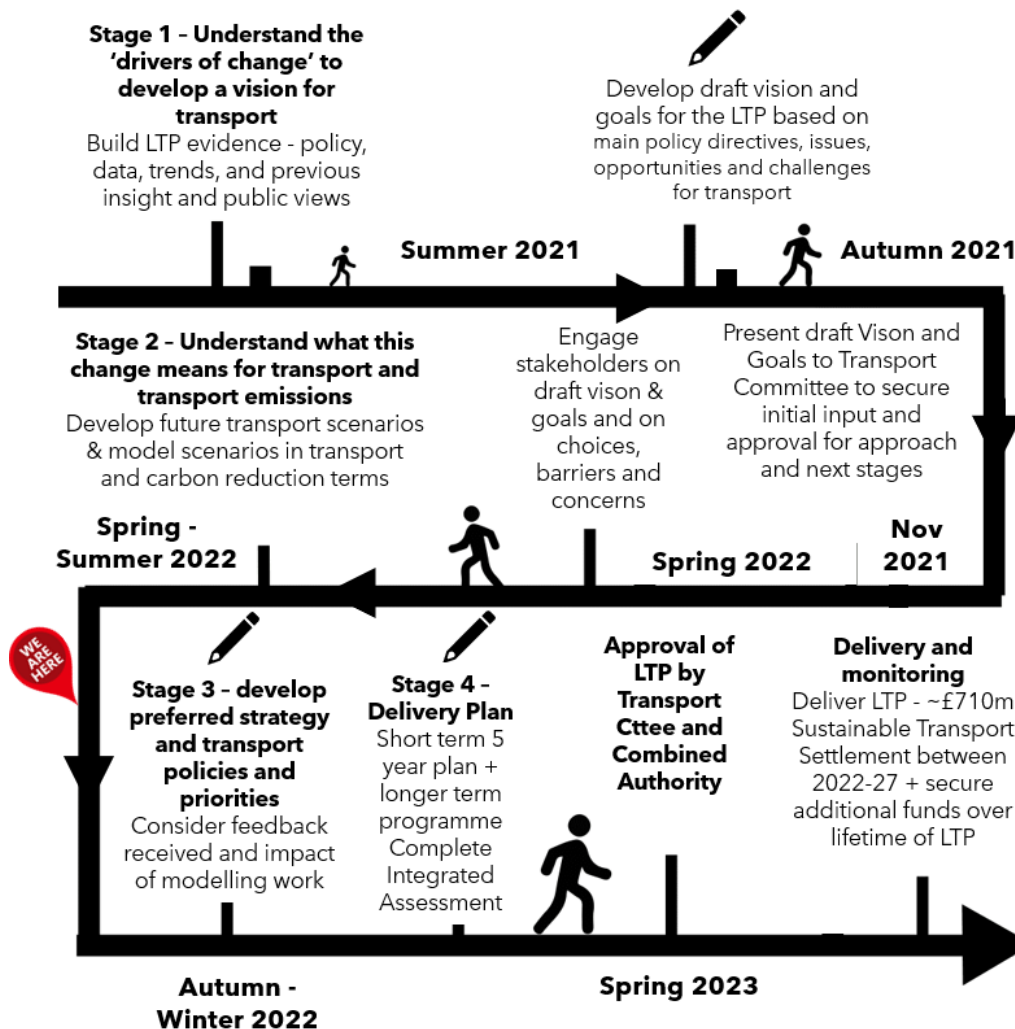 Stage 1 – Understand the
‘drivers of change’ to
develop a vision for
transport
Build LTP evidence - policy,
data, trends, and previous
insight and public views
Develop draft vision and
goals for the LTP based on
main policy directives, issues,
opportunities and challenges
for transport
Summer 2021
Autumn 2021
Present draft Vison and
Goals to Transport
Committee to secure
initial input and
approval for approach
and next stages
Nov
2021
Engage
stakeholders on
draft vison &
goals and on
choices,
barriers and
concerns
Spring 2022
Stage 2 – Understand what this
change means for transport and
transport emissions
Develop future transport scenarios
& model scenarios in transport
and carbon reduction terms
Spring -
Summer 2022
WE
ARE
HERE
Stage 3 – develop
preferred strategy
and transport
policies and
priorities
Consider feedback
received and impact
of modelling work
Autumn -
Winter 2022
Stage 4 –
Delivery Plan
Short term 5
year plan +
longer term
programme
Complete
Integrated
Assessment
Approval of
LTP by
Transport
Cttee and
Combined
Authority
Spring 2023
Delivery and
monitoring
Deliver LTP - ~£710m
Sustainable Transport
Settlement between
2022-27 + secure
additional funds over
lifetime of LTP